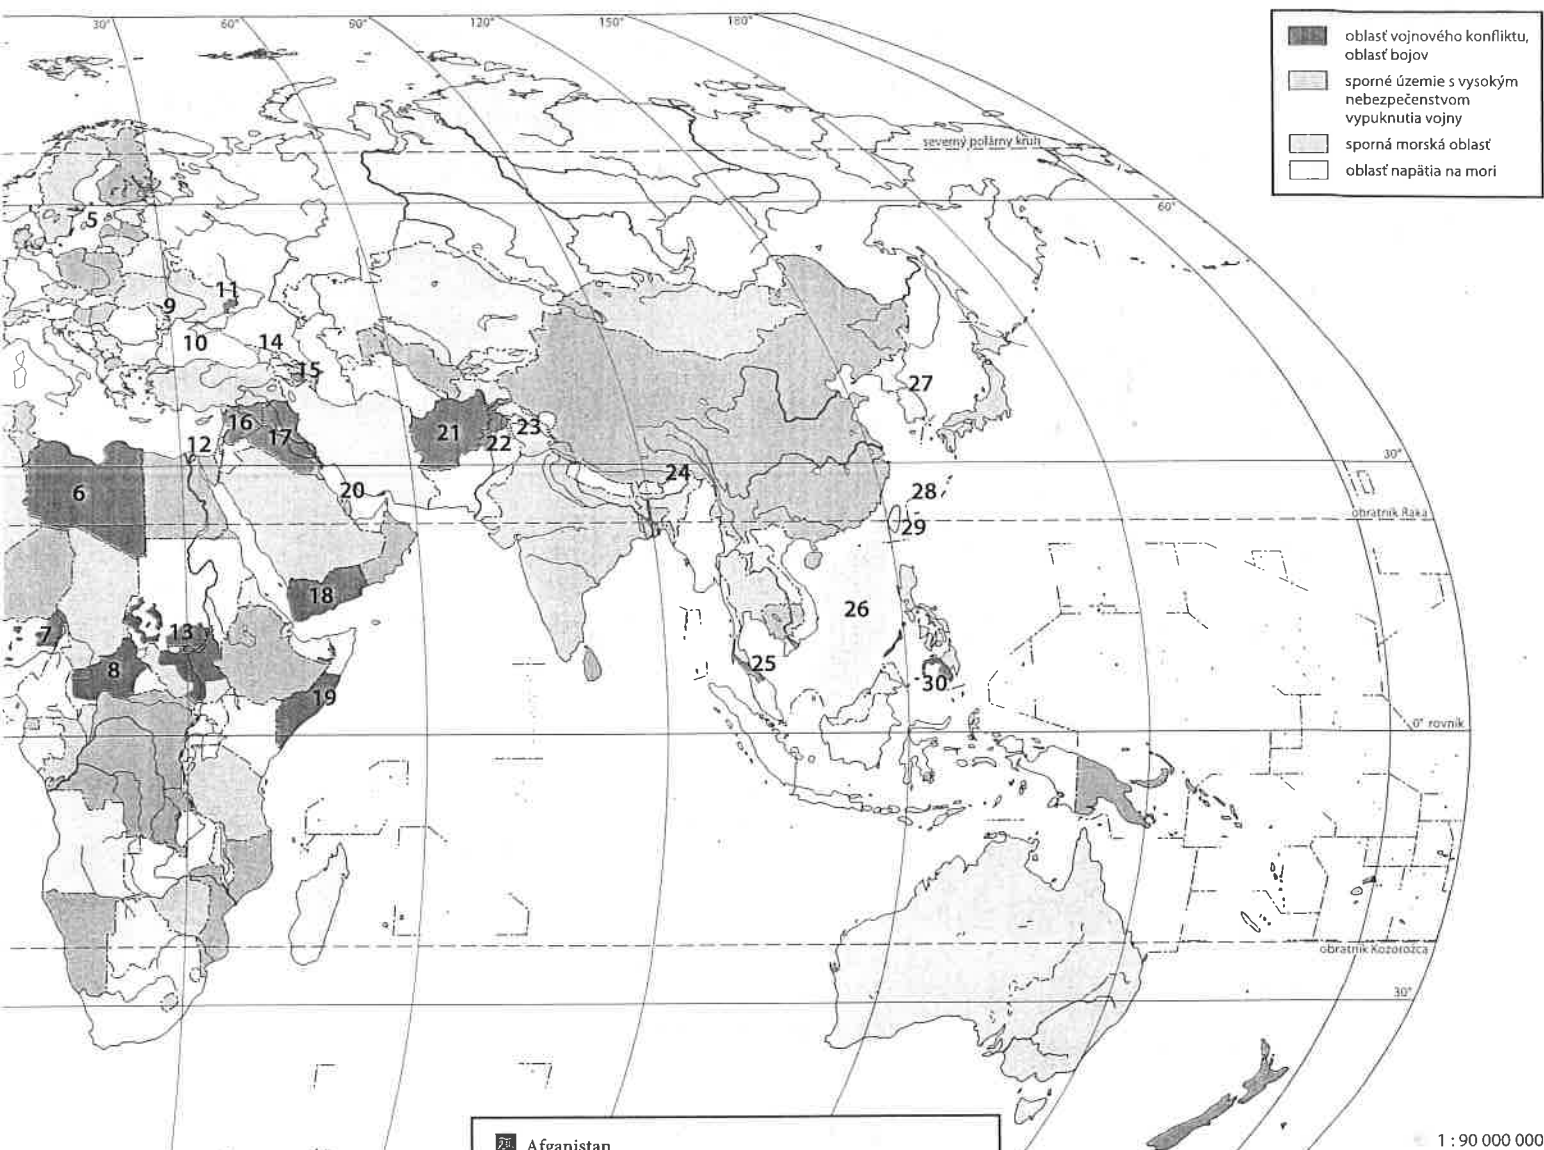 30°
60°
90°
120°
150°
180°
oblasť vojnového konfliktu,
oblasť bojov
sporné územie s vysokým
nebezpečenstvom
vypuknutia vojny
sporná morská oblasť
oblasť napätia na mori
severný polárny kruh
60°
5
11
9
10
14
15
27
16
17
21
23
22
12
30°
24
6
20
28
obratník Raka
29
18
26
7
13
8
25
19
30
0° rovník
obratník Kozorožca
30°
21 Afganistan
1 : 90 000 000